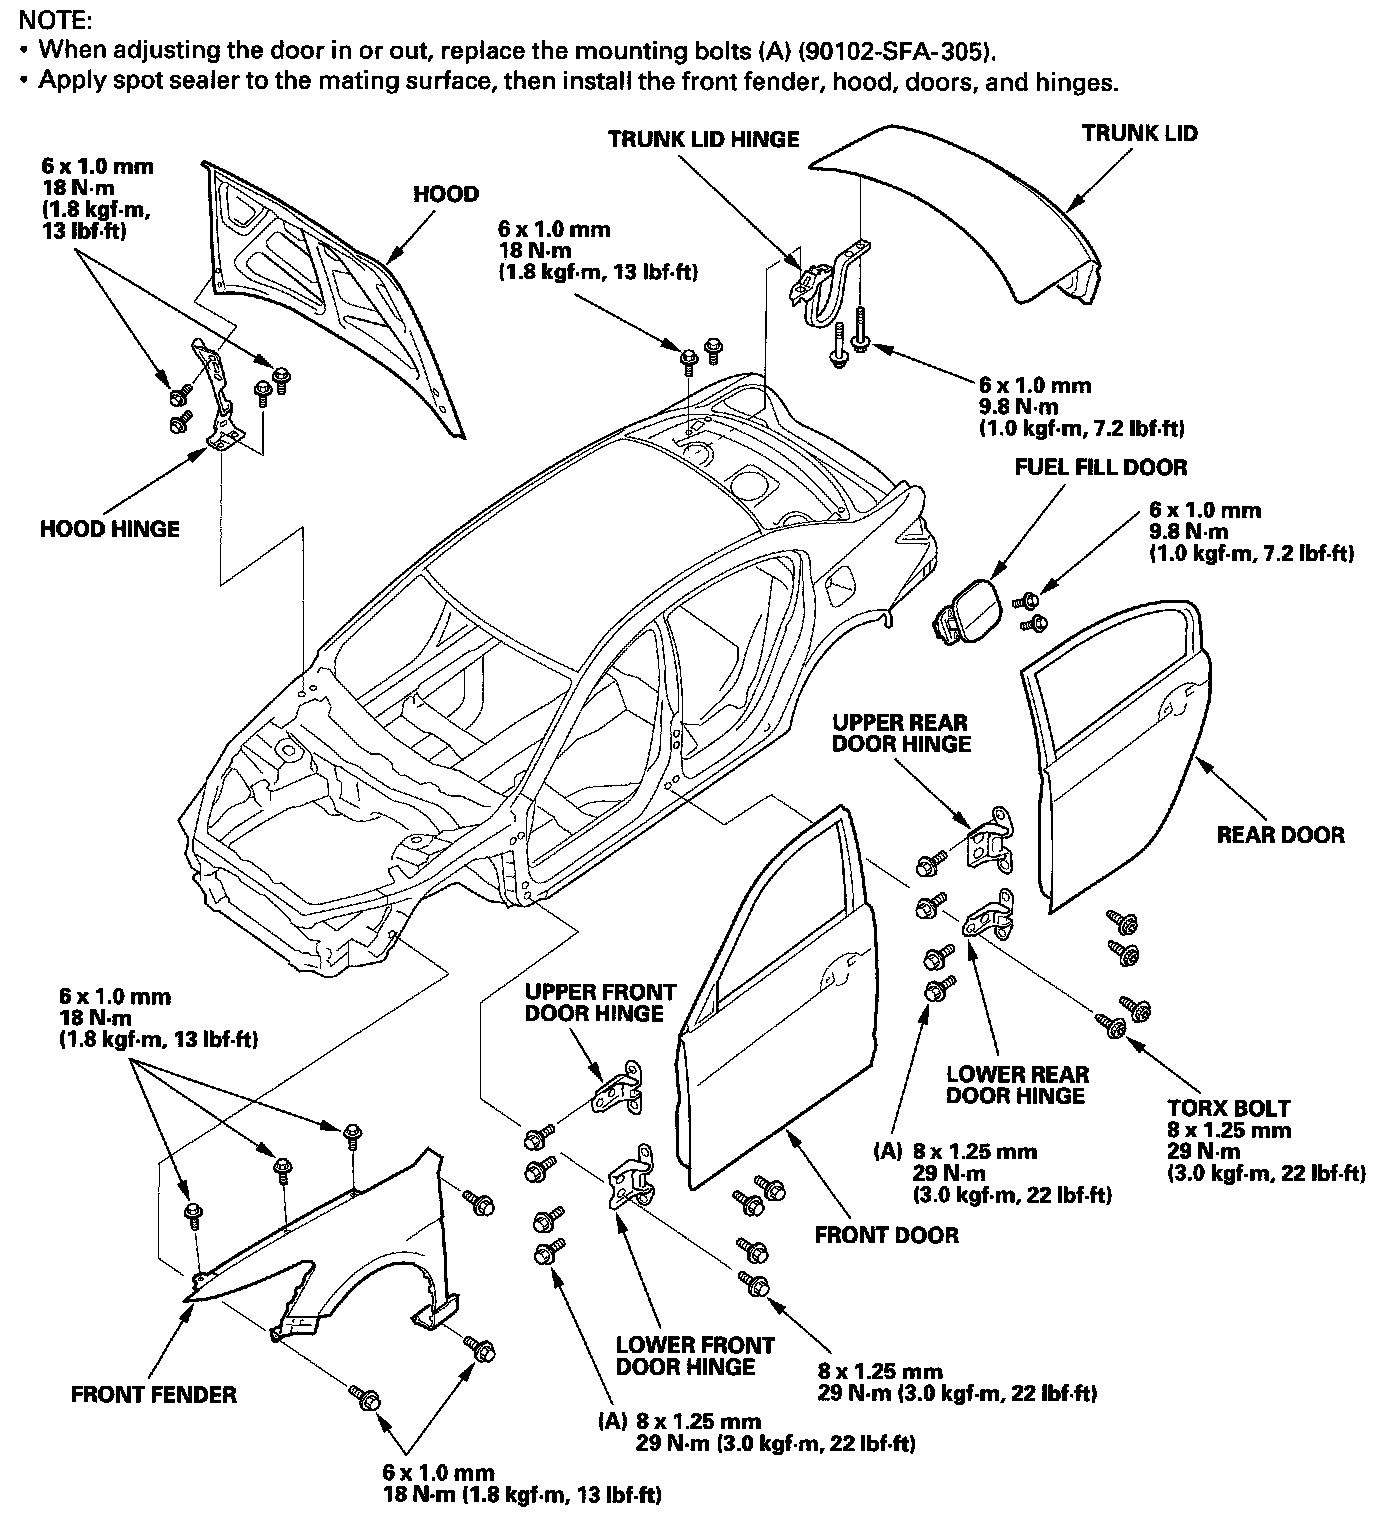 NOTE:
• When adjusting the door in or out, replace the mounting bolts (A) (90102-SFA-305).
• Apply spot sealer to the mating surface, then install the front fender, hood, doors, and hinges.
TRUNK LID HINGE
TRUNK LID
6 x 1.0 mm
18 N·m
(1.8 kgf·m,
13 lbf·ft)
HOOD
6 x 1.0 mm
18 N·m
(1.8 kgf·m, 13 lbf·ft)
6 x 1.0 mm
9.8 N·m
(1.0 kgf·m, 7.2 lbf·ft)
FUEL FILL DOOR
6 x 1.0 mm
9.8 N·m
(1.0 kgf·m, 7.2 lbf·ft)
HOOD HINGE
UPPER REAR
DOOR HINGE
REAR DOOR
UPPER FRONT
DOOR HINGE
6 x 1.0 mm
18 N·m
(1.8 kgf·m, 13 lbf·ft)
LOWER REAR
DOOR HINGE
TORX BOLT
8 x 1.25 mm
29 N·m
(3.0 kgf·m, 22 lbf·ft)
(A) 8 x 1.25 mm
29 N·m
(3.0 kgf·m, 22 lbf·ft)
FRONT DOOR
LOWER FRONT
DOOR HINGE
8 x 1.25 mm
29 N·m (3.0 kgf·m, 22 lbf·ft)
FRONT FENDER
(A) 8 x 1.25 mm
29 N·m (3.0 kgf·m, 22 lbf·ft)
6 x 1.0 mm
18 N·m (1.8 kgf·m, 13 lbf·ft)